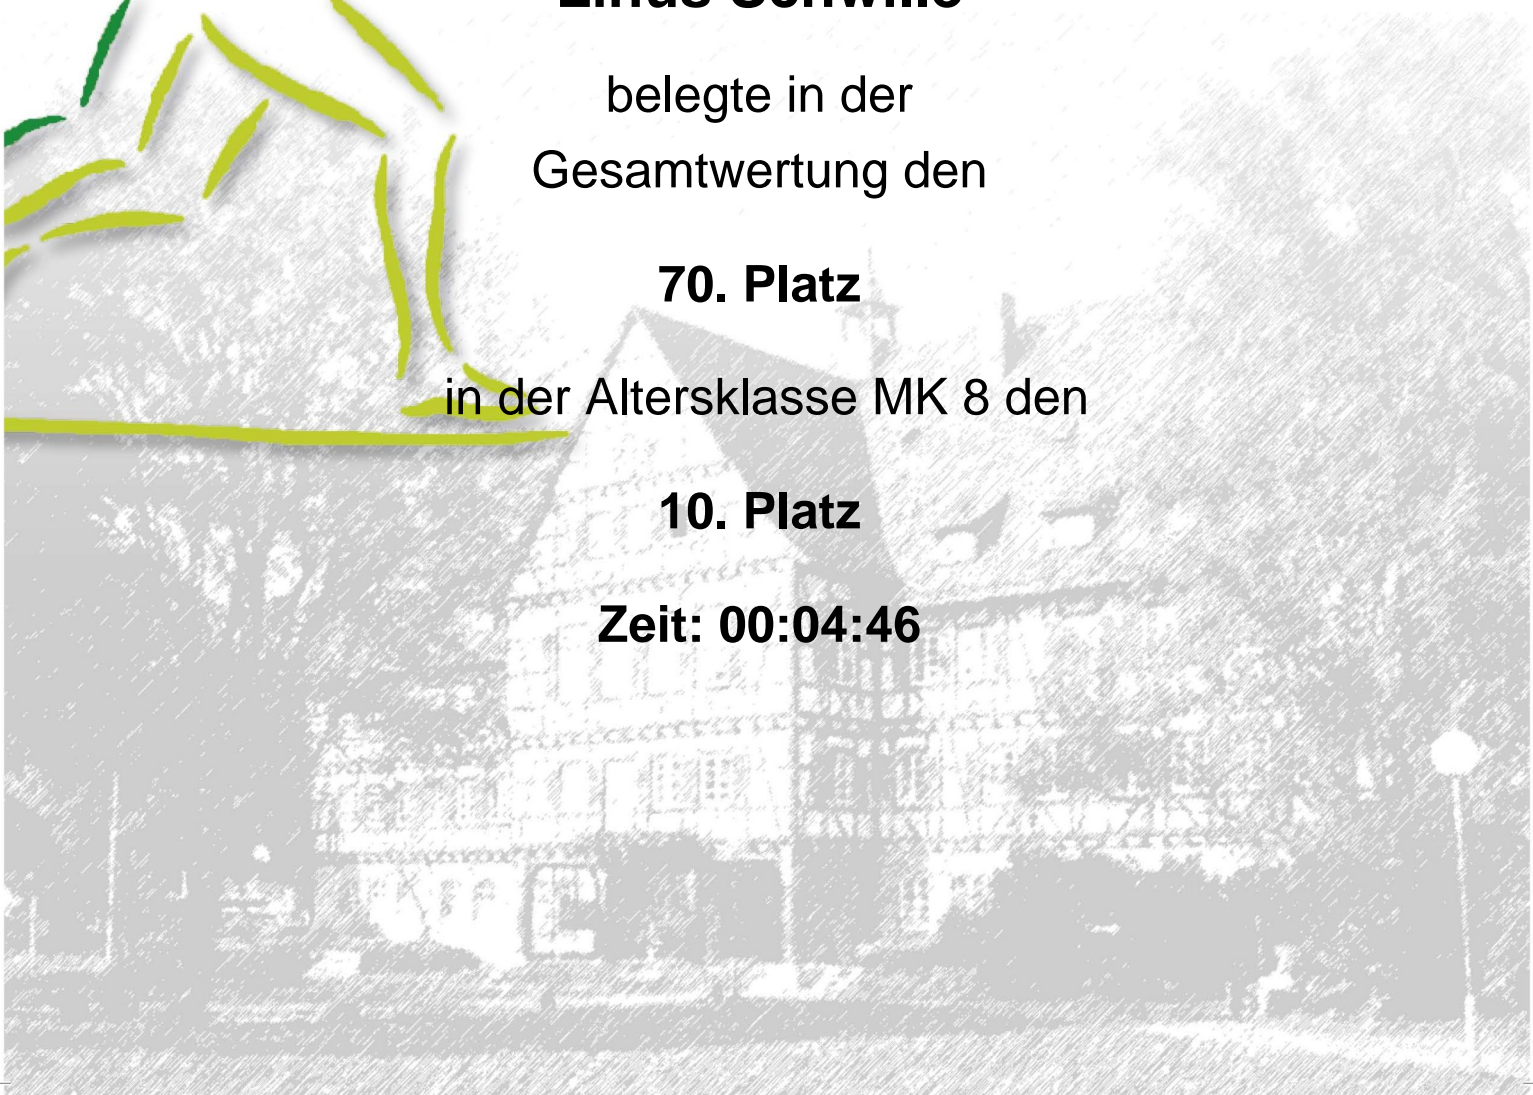 belegte in der
Gesamtwertung den
70. Platz
in der Altersklasse MK 8 den
10. Platz
Zeit: 00:04:46